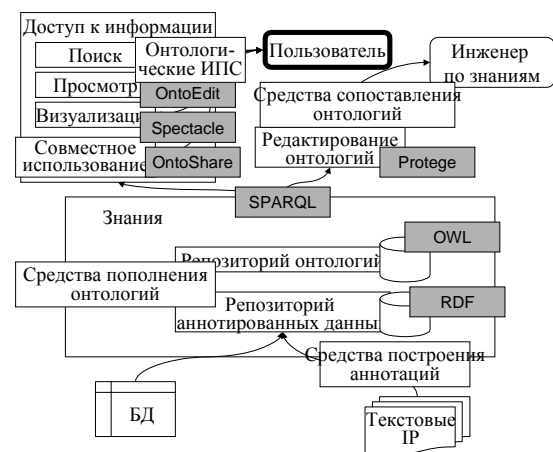 Доступ к информации
Поиск
Онтологи-
ческие ИПС
Пользователь
Инженер
по знаниям
Просмотр
OntoEdit
Средства сопоставления
онтологий
Визуализаци
Spectacle
Совместное
использование
OntoShare
Редактирование
онтологий
Protege
SPARQL
Знания
OWL
Репозиторий онтологий
Средства пополнения
онтологий
RDF
Репозиторий
аннотированных данны
Средства построения
аннотаций
БД
Текстовые
IP